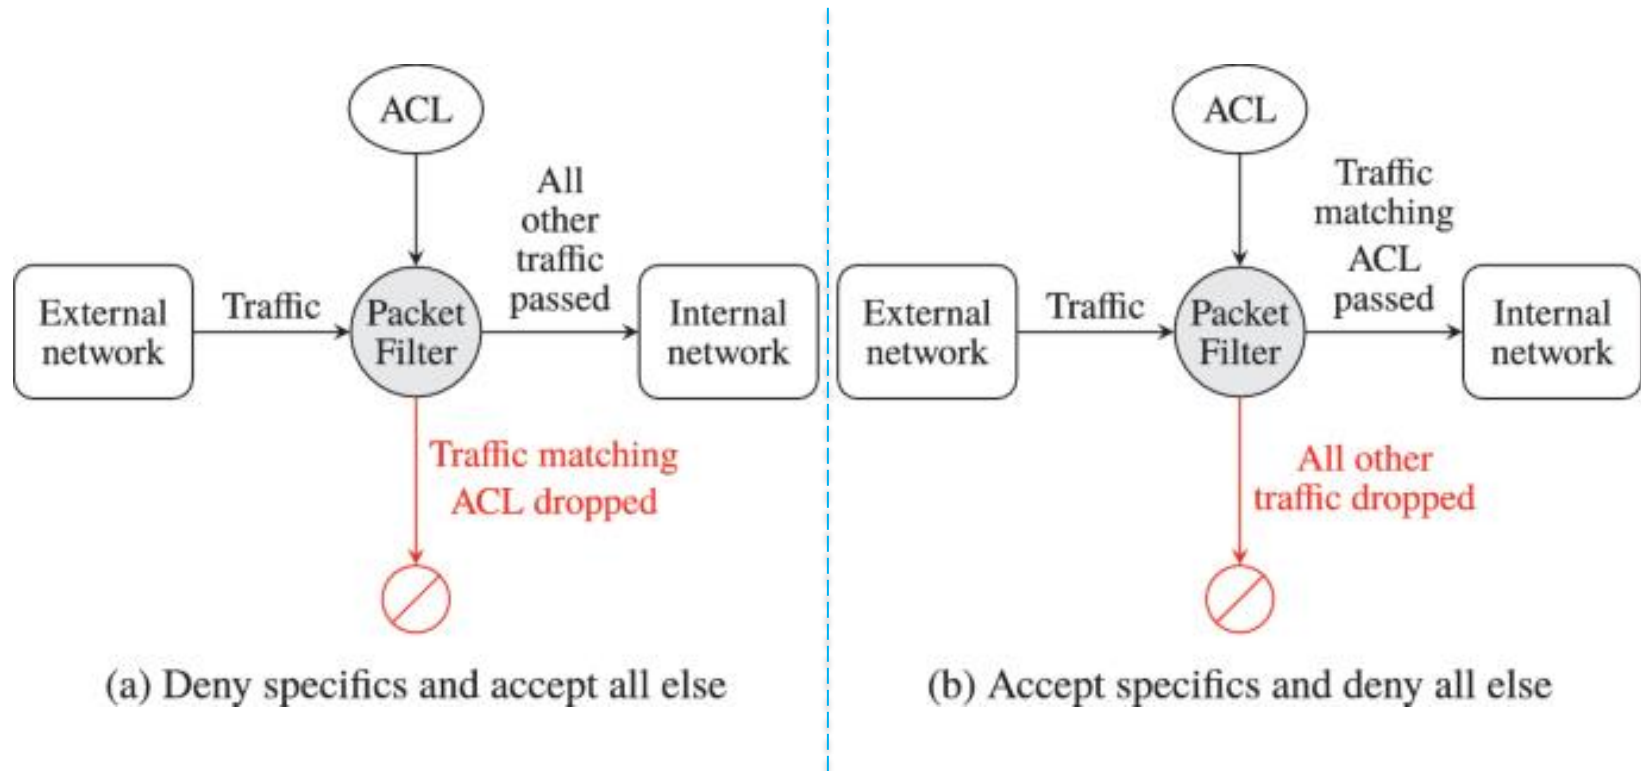 ACL
All
other
traffic
passed
External
network
Traffic
Packet
Filter
Internal
network
Traffic matching
ACL dropped
(a) Deny specifics and accept all else
ACL
Traffic
matching
ACL
passed
External
network
Traffic
Packet
Filter
Internal
network
All other
traffic dropped
(b) Accept specifics and deny all else